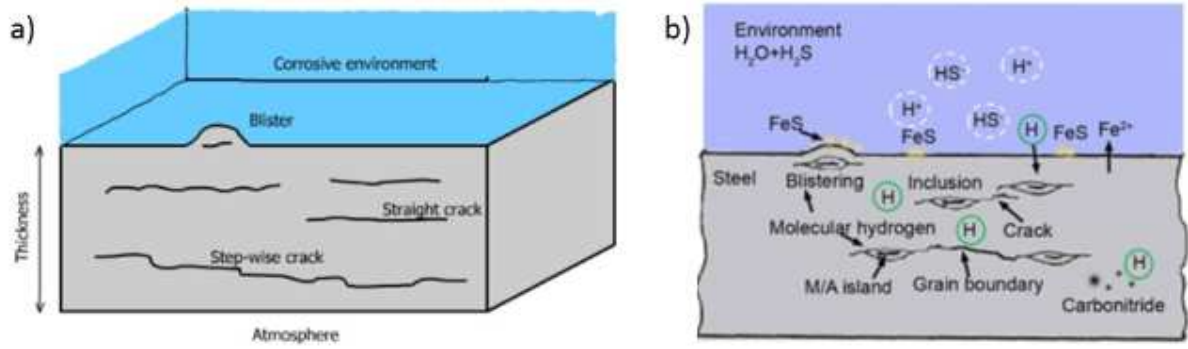 a)
Corrosive environment
Blister
Straight crack
Step-wise crack
Thickness
Atmosphere
b)
Environment
H₂O+H₂S
HS⁻
H⁺
H⁺
HS⁻
FeS
FeS
H
FeS
Fe²⁺
Steel
Blistering
Inclusion
H
Molecular hydrogen
H
Crack
M/A island
Grain boundary
H
Carbonitride